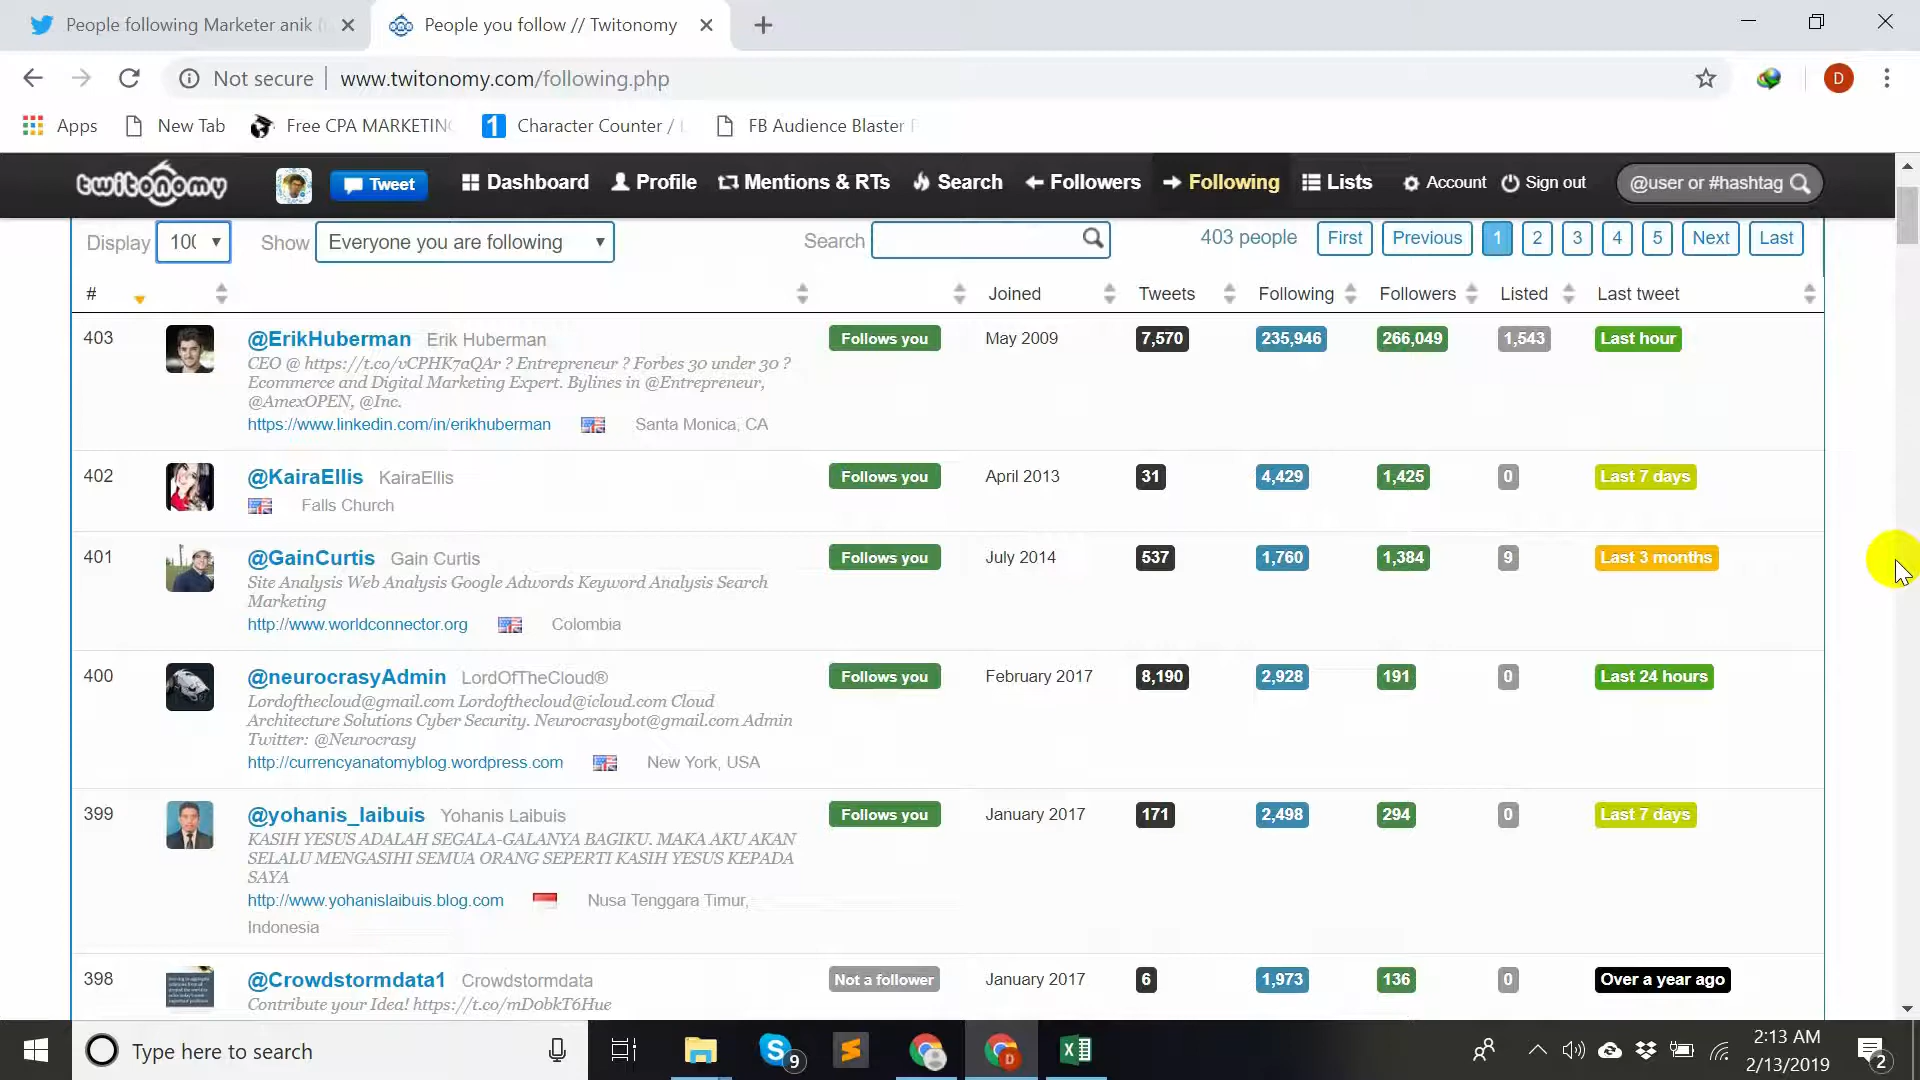 People following Marketer anik
People you follow // Twitonomy
Not secure
www.twitonomy.com/following.php
D
Apps
New Tab
Free CPA MARKETIN
1
Character Counter /
FB Audience Blaster
twitonomy
Tweet
Dashboard
Profile
Mentions & RTs
Search
Followers
Following
Lists
Account
Sign out
@user or #hashtag
Display
100
Show
Everyone you are following
Search
403 people
First
Previous
1
2
3
4
5
Next
Last
#
Joined
Tweets
Following
Followers
Listed
Last tweet
403
@ErikHuberman Erik Huberman
CEO @ https://t.co/vCPHK7aQAr ? Entrepreneur ? Forbes 30 under 30 ?
Ecommerce and Digital Marketing Expert. Bylines in @Entrepreneur,
@AmexOPEN, @Inc.
https://www.linkedin.com/in/erikhuberman Santa Monica, CA
Follows you
May 2009
7,570
235,946
266,049
1,543
Last hour
402
@KairaEllis KairaEllis
Falls Church
Follows you
April 2013
31
4,429
1,425
0
Last 7 days
401
@GainCurtis Gain Curtis
Site Analysis Web Analysis Google Adwords Keyword Analysis Search
Marketing
http://www.worldconnector.org Colombia
Follows you
July 2014
537
1,760
1,384
9
Last 3 months
400
@neurocrasyAdmin LordOfTheCloud®
Lordofthecloud@gmail.com Lordofthecloud@icloud.com Cloud
Architecture Solutions Cyber Security. Neurocrasybot@gmail.com Admin
Twitter: @Neurocrasy
http://currencyanatomyblog.wordpress.com New York, USA
Follows you
February 2017
8,190
2,928
191
0
Last 24 hours
399
@yohanis_laibuis Yohanis Laibuis
KASIH YESUS ADALAH SEGALA-GALANYA BAGIKU. MAKA AKU AKAN
SELALU MENGASIHI SEMUA ORANG SEPERTI KASIH YESUS KEPADA
SAYA
http://www.yohanislaibuis.blog.com Nusa Tenggara Timur,
Indonesia
Follows you
January 2017
171
2,498
294
0
Last 7 days
398
@Crowdstormdata1 Crowdstormdata
Contribute your Idea! https://t.co/mD0bkT6Hue
Not a follower
January 2017
6
1,973
136
0
Over a year ago
Type here to search
9
D
2:13 AM
2/13/2019
2